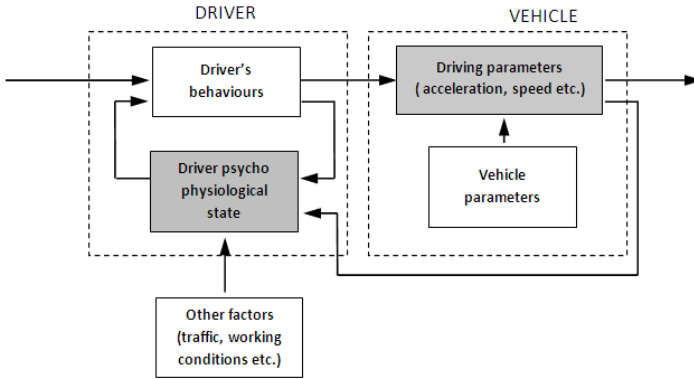 DRIVER
VEHICLE
Driver's
behaviours
Driving parameters
( acceleration, speed etc.)
Driver psycho
physiological
state
Vehicle
parameters
Other factors
(traffic, working
conditions etc.)